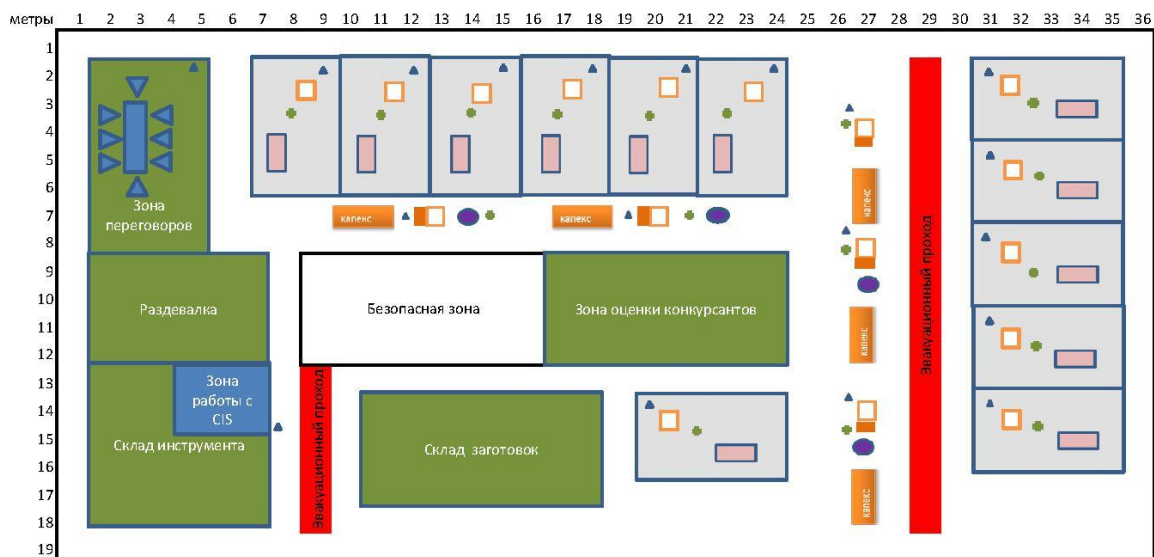 метры 1 2 3 4 5 6 7 8 9 10 11 12 13 14 15 16 17 18 19 20 21 22 23 24 25 26 27 28 29 30 31 32 33 34 35 36
1
2
3
4
5
6
7
8
9
10
11
12
13
14
15
16
17
18
19
Зона
переговоров
капекс
капекс
капекс
Эвакуационный проход
Раздевалка
Безопасная зона
Зона оценки конкурсантов
капекс
Зона
работы с
CIS
Склад инструмента
Эвакуационный проход
Склад заготовок
капекс